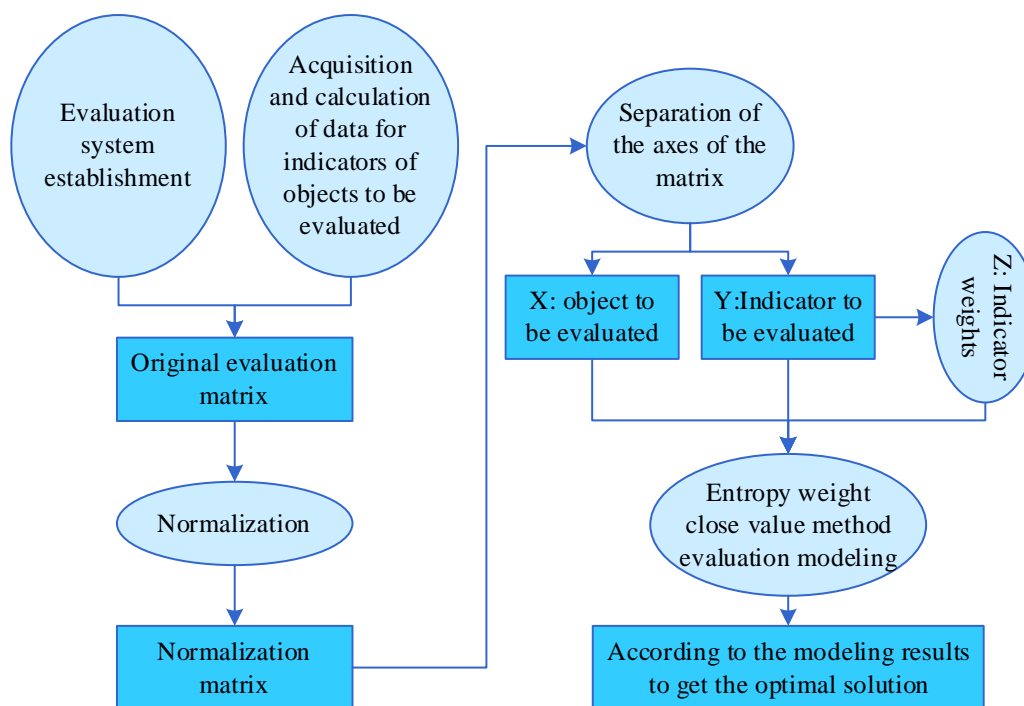 Evaluation
system
establishment
Acquisition
and calculation
of data for
indicators of
objects to be
evaluated
Original evaluation
matrix
Normalization
Normalization
matrix
Separation of
the axes of the
matrix
X: object to
be evaluated
Y:Indicator to
be evaluated
Z: Indicator
weights
Entropy weight
close value method
evaluation modeling
According to the modeling results
to get the optimal solution